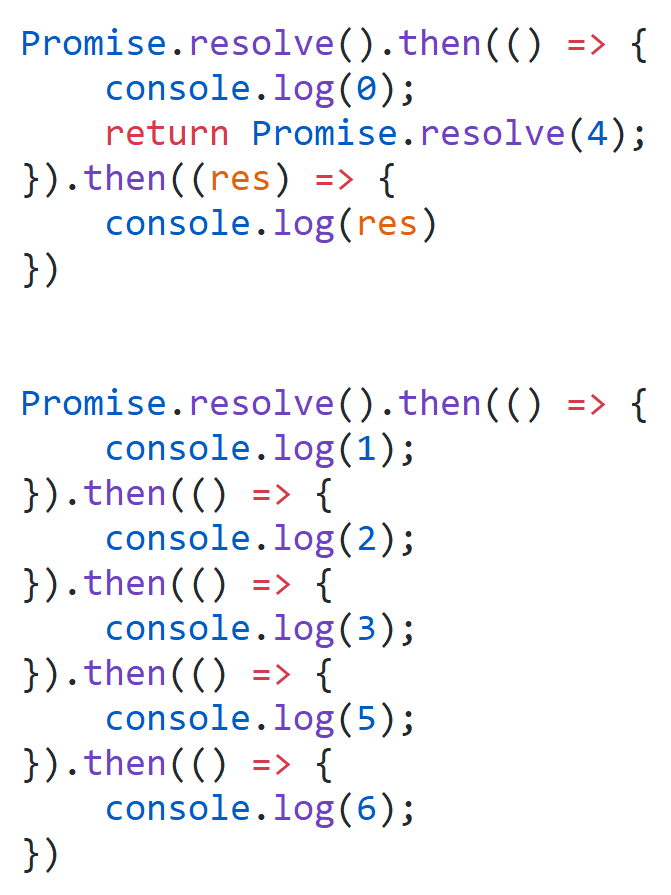 Promise.resolve().then(() => {
    console.log(0);
    return Promise.resolve(4);
}).then((res) => {
    console.log(res)
})


Promise.resolve().then(() => {
    console.log(1);
}).then(() => {
    console.log(2);
}).then(() => {
    console.log(3);
}).then(() => {
    console.log(5);
}).then(() => {
    console.log(6);
})